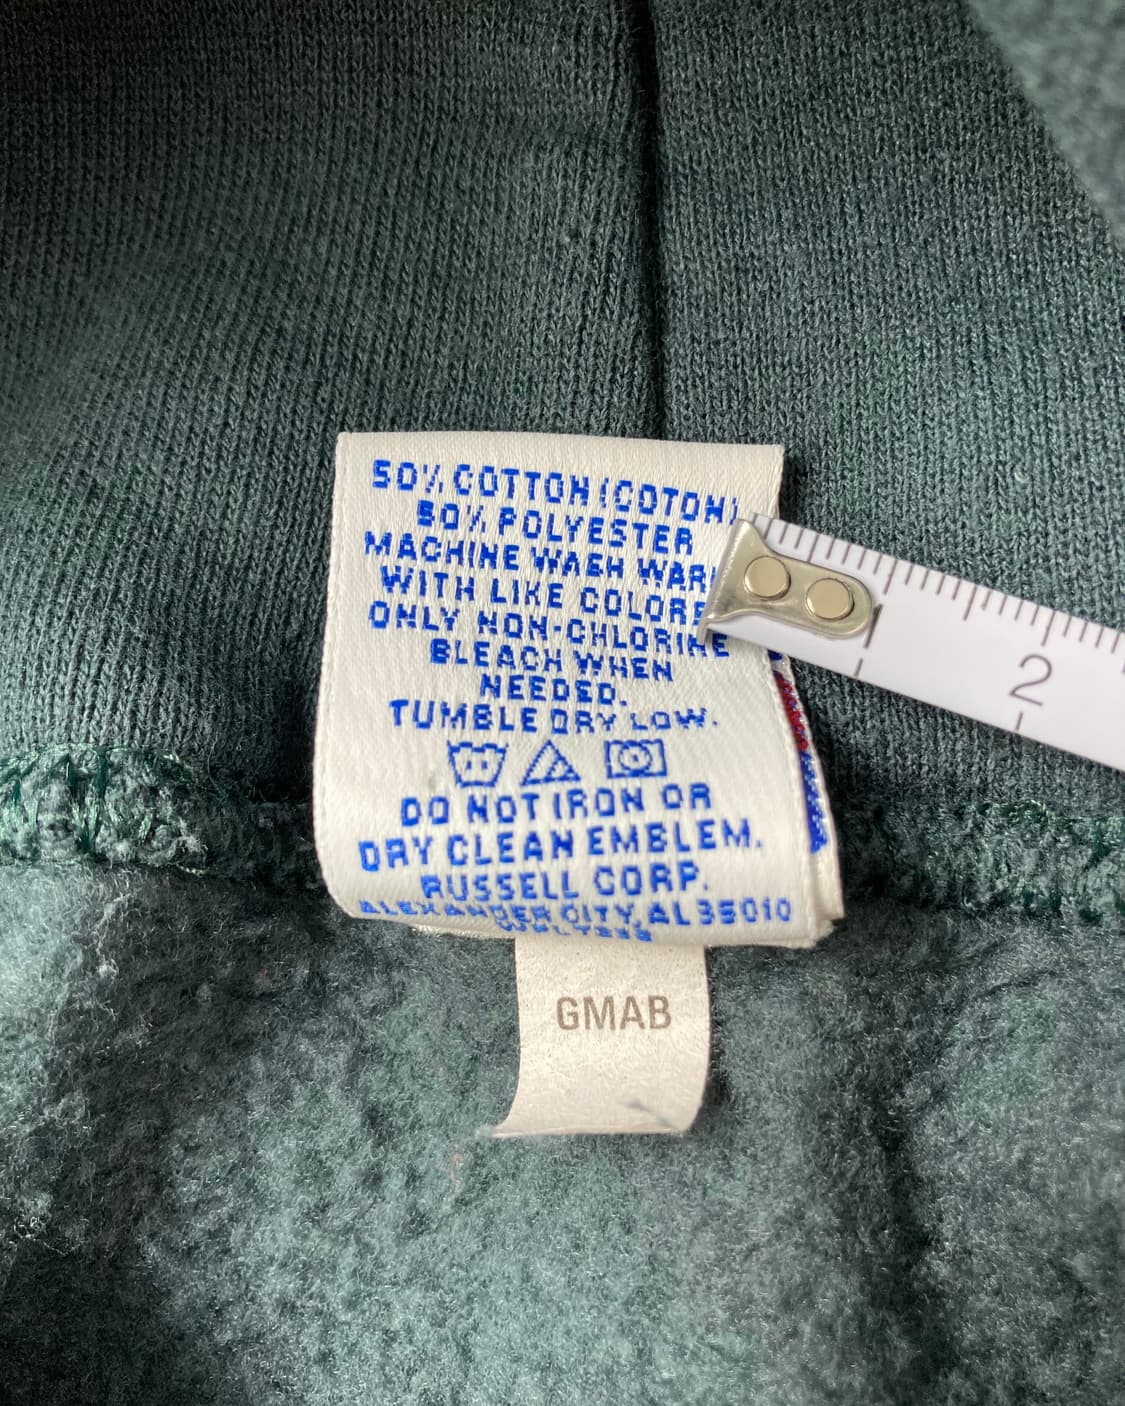 50% COTTON (COTON)
50% POLYESTER
MACHINE WASH WARM
WITH LIKE COLORS
ONLY NON-CHLORINE
BLEACH WHEN
NEEDED.
TUMBLE DRY LOW.
DO NOT IRON OR
DRY CLEAN EMBLEM.
RUSSELL CORP.
ALEXANDER CITY, AL 35010
GMAB
2